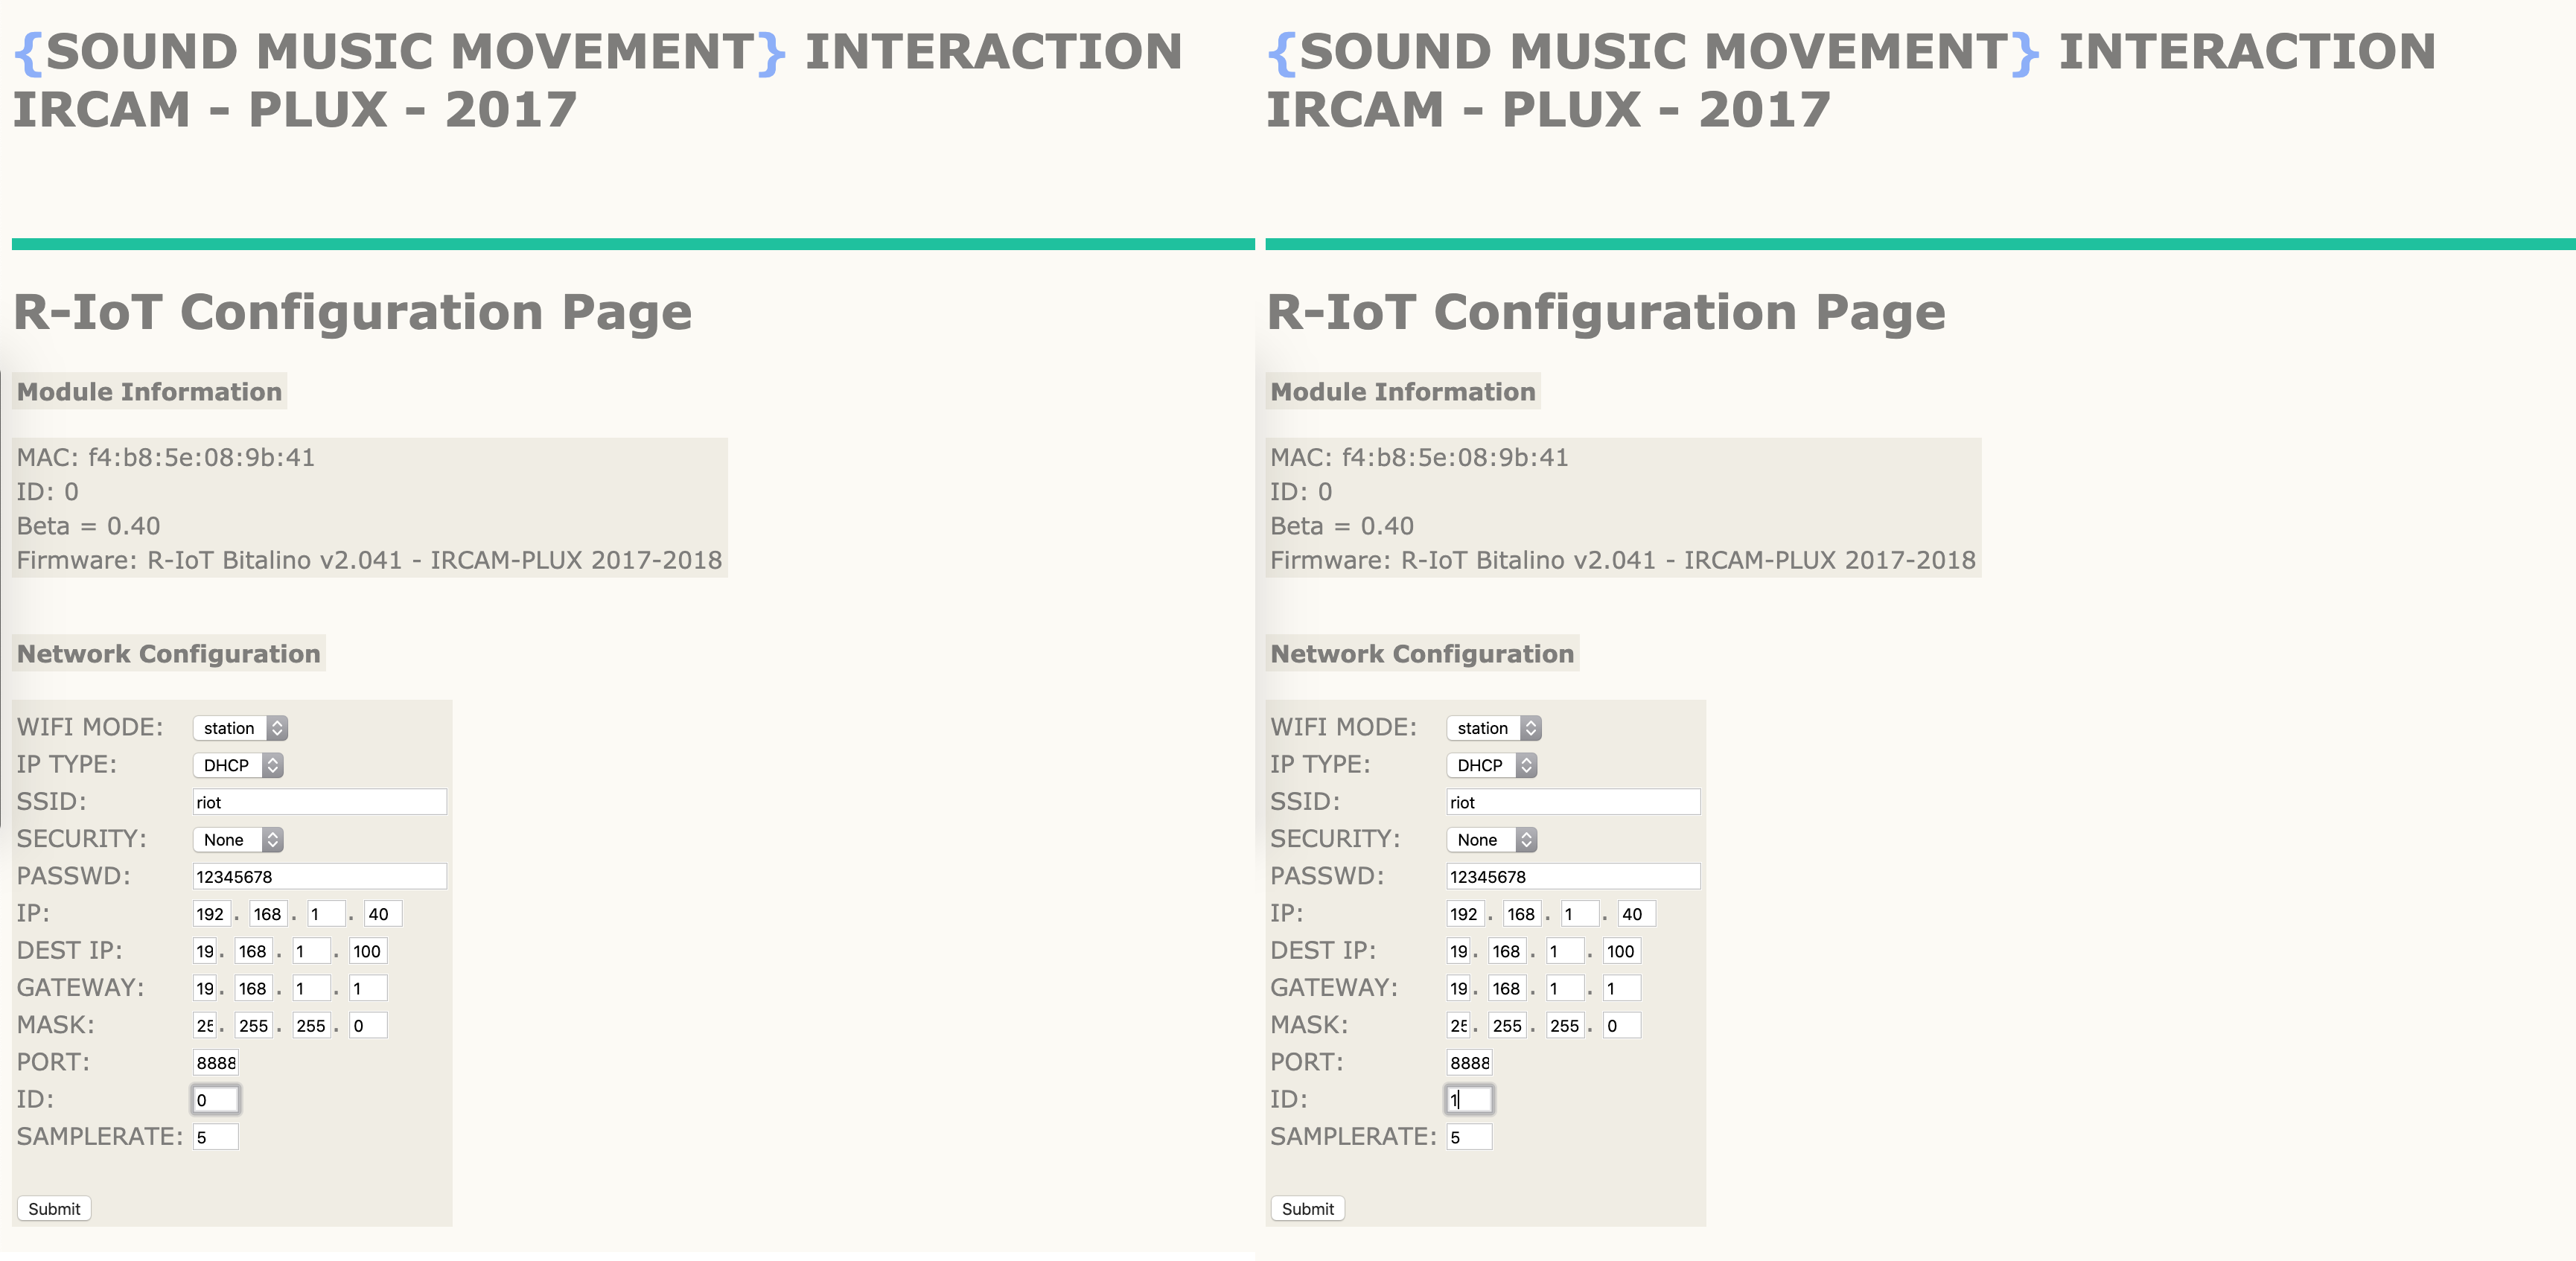 {SOUND MUSIC MOVEMENT} INTERACTION
IRCAM - PLUX - 2017
R-IoT Configuration Page
Module Information
MAC: f4:b8:5e:08:9b:41
ID: 0
Beta = 0.40
Firmware: R-IoT Bitalino v2.041 - IRCAM-PLUX 2017-2018
Network Configuration
WIFI MODE: station
IP TYPE: DHCP
SSID: riot
SECURITY: None
PASSWD: 12345678
IP: 192 . 168 . 1 . 40
DEST IP: 19 . 168 . 1 . 100
GATEWAY: 19 . 168 . 1 . 1
MASK: 25 . 255 . 255 . 0
PORT: 8888
ID: 0
SAMPLERATE: 5
Submit
{SOUND MUSIC MOVEMENT} INTERACTION
IRCAM - PLUX - 2017
R-IoT Configuration Page
Module Information
MAC: f4:b8:5e:08:9b:41
ID: 0
Beta = 0.40
Firmware: R-IoT Bitalino v2.041 - IRCAM-PLUX 2017-2018
Network Configuration
WIFI MODE: station
IP TYPE: DHCP
SSID: riot
SECURITY: None
PASSWD: 12345678
IP: 192 . 168 . 1 . 40
DEST IP: 19 . 168 . 1 . 100
GATEWAY: 19 . 168 . 1 . 1
MASK: 25 . 255 . 255 . 0
PORT: 8888
ID: 1
SAMPLERATE: 5
Submit